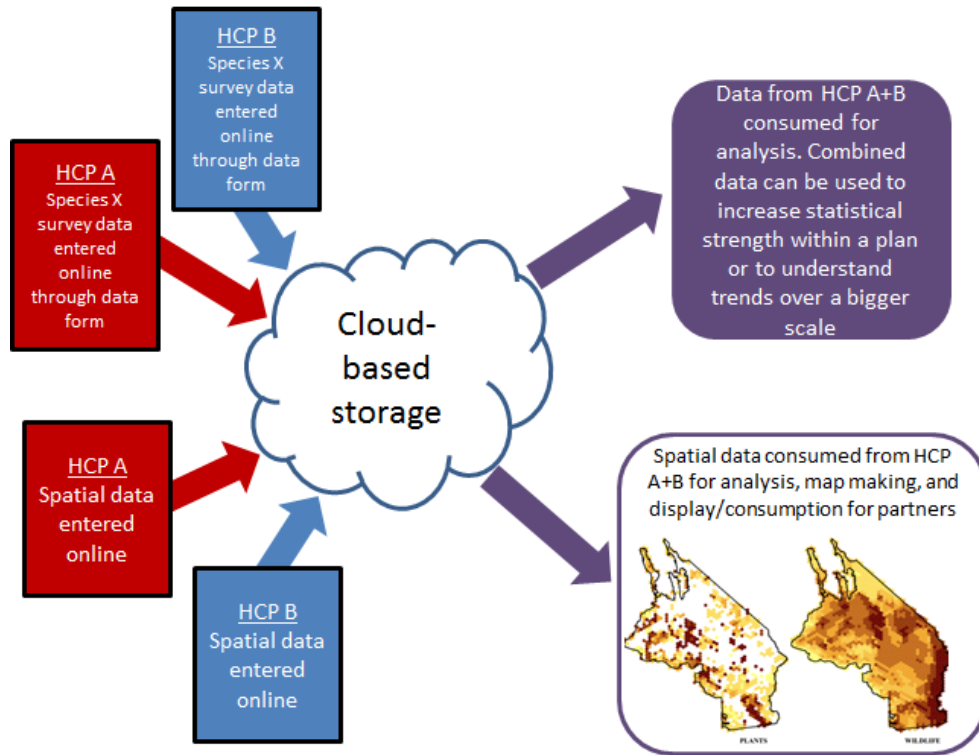 HCP B
Species X
survey data
entered
online
through data
form
HCP A
Species X
survey data
entered
online
through data
form
HCP A
Spatial data
entered
online
HCP B
Spatial data
entered
online
Cloud-
based
storage
Data from HCP A+B
consumed for
analysis. Combined
data can be used to
increase statistical
strength within a plan
or to understand
trends over a bigger
scale
Spatial data consumed from HCP
A+B for analysis, map making, and
display/consumption for partners
PLANTS
WILDLIFE